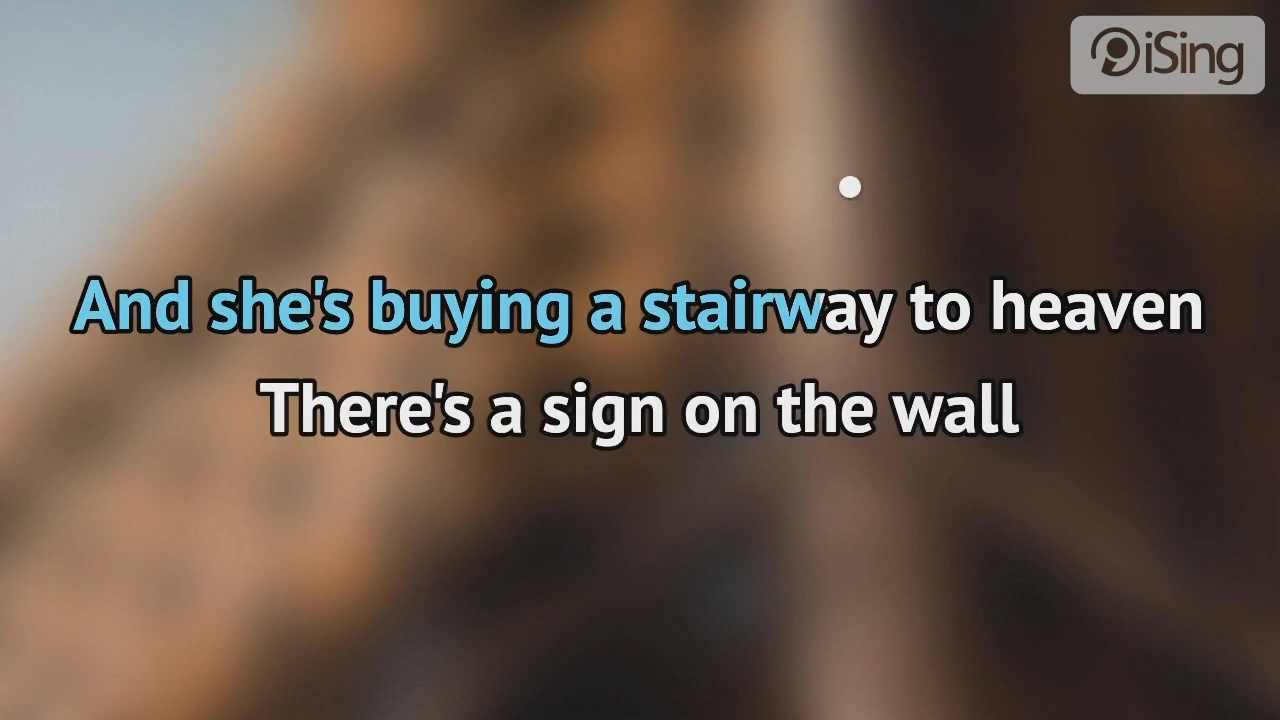 iSing
And she's buying a stairway to heaven
There's a sign on the wall